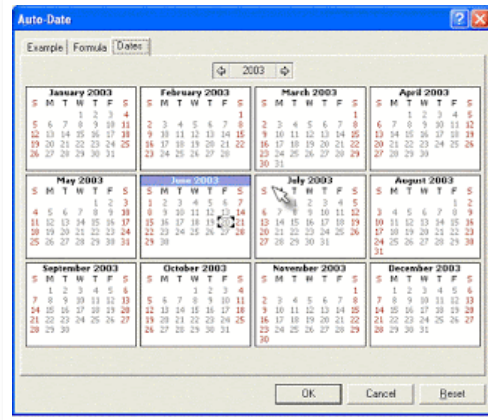 Auto-Date
Example Formula Dates
2003
January 2003
S M T W T F S
1 2 3 4
5 6 7 8 9 10 11
12 13 14 15 16 17 18
19 20 21 22 23 24 25
26 27 28 29 30 31
February 2003
S M T W T F S
1
2 3 4 5 6 7 8
9 10 11 12 13 14 15
16 17 18 19 20 21 22
23 24 25 26 27 28
March 2003
S M T W T F S
1
2 3 4 5 6 7 8
9 10 11 12 13 14 15
16 17 18 19 20 21 22
23 24 25 26 27 28 29
30 31
April 2003
S M T W T F S
1 2 3 4 5
6 7 8 9 10 11 12
13 14 15 16 17 18 19
20 21 22 23 24 25 26
27 28 29 30
May 2003
S M T W T F S
1 2 3
4 5 6 7 8 9 10
11 12 13 14 15 16 17
18 19 20 21 22 23 24
25 26 27 28 29 30 31
June 2003
S M T W T F S
1 2 3 4 5 6 7
8 9 10 11 12 13 14
15 16 17 18 19 20 21
22 23 24 25 26 27 28
29 30
July 2003
S M T W T F S
1 2 3 4 5
6 7 8 9 10 11 12
13 14 15 16 17 18 19
20 21 22 23 24 25 26
27 28 29 30 31
August 2003
S M T W T F S
1 2
3 4 5 6 7 8 9
10 11 12 13 14 15 16
17 18 19 20 21 22 23
24 25 26 27 28 29 30
31
September 2003
S M T W T F S
1 2 3 4 5 6
7 8 9 10 11 12 13
14 15 16 17 18 19 20
21 22 23 24 25 26 27
28 29 30
October 2003
S M T W T F S
1 2 3 4
5 6 7 8 9 10 11
12 13 14 15 16 17 18
19 20 21 22 23 24 25
26 27 28 29 30 31
November 2003
S M T W T F S
1
2 3 4 5 6 7 8
9 10 11 12 13 14 15
16 17 18 19 20 21 22
23 24 25 26 27 28 29
30
December 2003
S M T W T F S
1 2 3 4 5 6
7 8 9 10 11 12 13
14 15 16 17 18 19 20
21 22 23 24 25 26 27
28 29 30 31
OK Cancel Reset